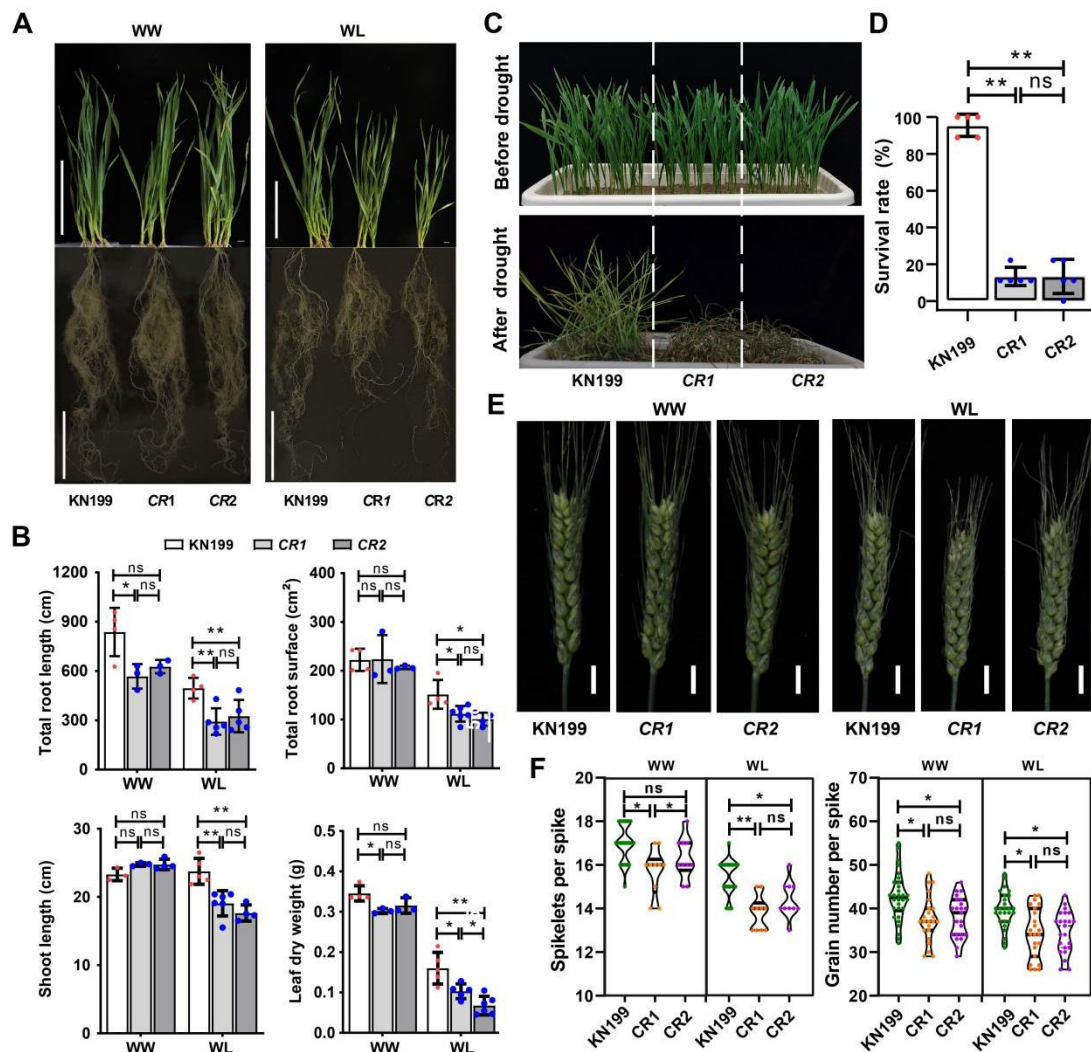 A
WW
WL
KN199
CR1
CR2
KN199
CR1
CR2
B
KN199
CR1
CR2
Total root length (cm)
1200
900
600
300
0
ns
* ns
**
** ns
WW
WL
Total root surface (cm²)
400
300
200
100
0
ns
ns ns
*
* ns
WW
WL
Shoot length (cm)
30
20
10
0
ns
ns ns
**
** ns
WW
WL
Leaf dry weight (g)
0.5
0.4
0.3
0.2
0.1
0.0
ns
* ns
**
* *
WW
WL
C
Before drought
After drought
KN199
CR1
CR2
D
Survival rate (%)
100
80
60
40
20
0
**
** ns
KN199
CR1
CR2
E
WW
WL
KN199
CR1
CR2
KN199
CR1
CR2
F
WW
WL
Spikelets per spike
20
18
16
14
12
ns
* *
*
** ns
KN199
CR1
CR2
KN199
CR1
CR2
WW
WL
Grain number per spike
70
60
50
40
30
20
*
* ns
*
* ns
KN199
CR1
CR2
KN199
CR1
CR2